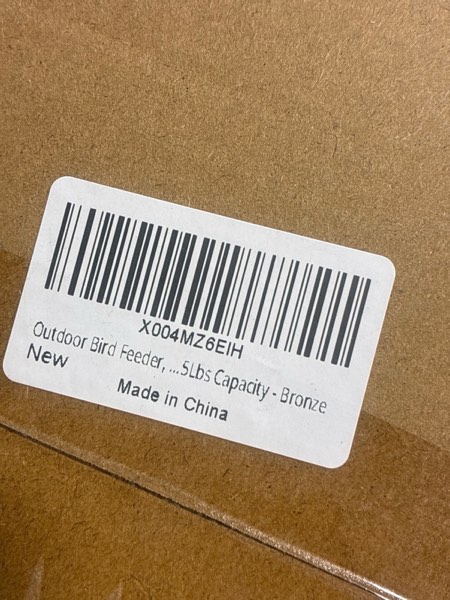 X004MZ6EIH
Outdoor Bird Feeder, ...5Lbs Capacity - Bronze
New
Made in China